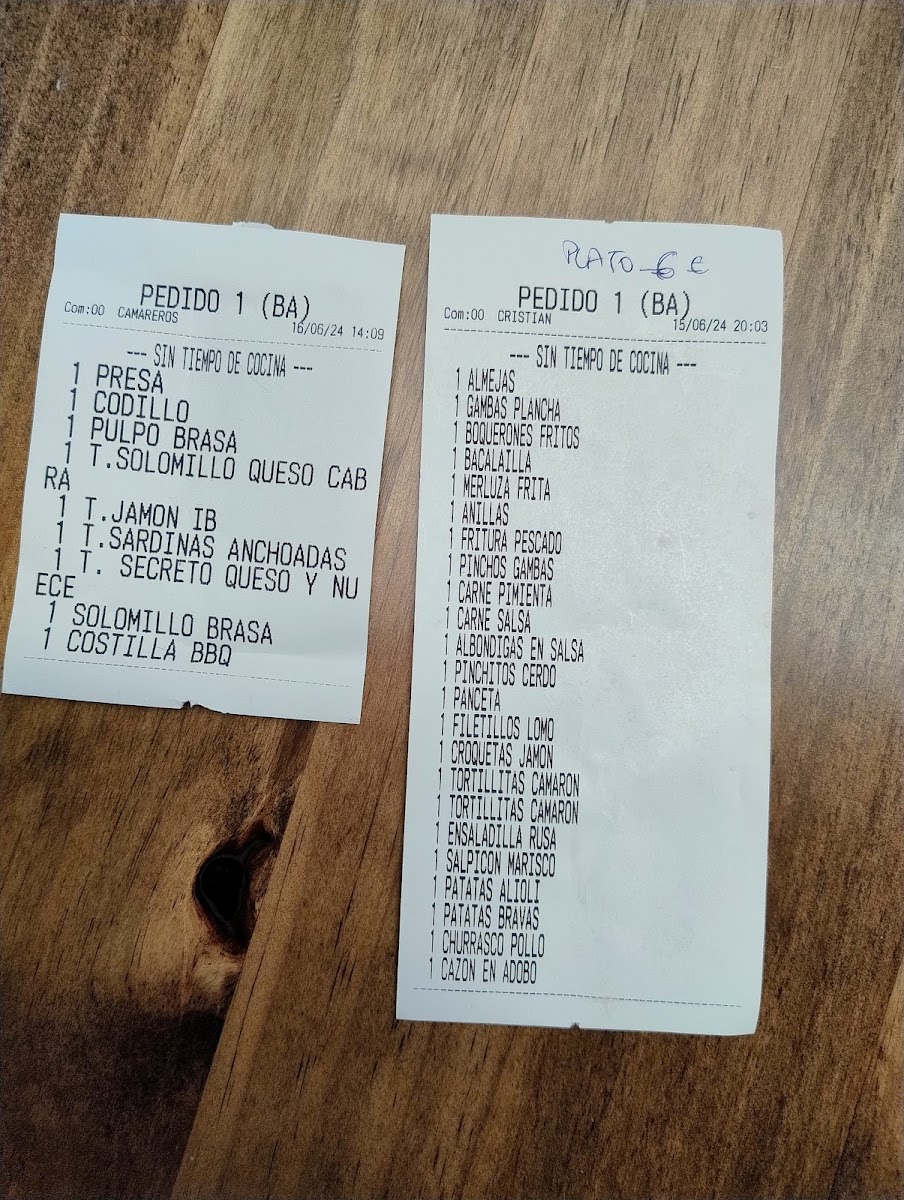 PEDIDO 1 (BA)
Com:00 CAMAREROS 16/06/24 14:09
--- SIN TIEMPO DE COCINA ---
1 PRESA
1 CODILLO
1 PULPO BRASA
1 T.SOLOMILLO QUESO CAB
RA
1 T.JAMON IB
1 T.SARDINAS ANCHOADAS
1 T. SECRETO QUESO Y NU
ECE
1 SOLOMILLO BRASA
1 COSTILLA BBQ
PLATO 6 €
PEDIDO 1 (BA)
Com:00 CRISTIAN 15/06/24 20:03
--- SIN TIEMPO DE COCINA ---
1 ALMEJAS
1 GAMBAS PLANCHA
1 BOQUERONES FRITOS
1 BACALAILLA
1 MERLUZA FRITA
1 ANILLAS
1 FRITURA PESCADO
1 PINCHOS GAMBAS
1 CARNE PIMIENTA
1 CARNE SALSA
1 ALBONDIGAS EN SALSA
1 PINCHITOS CERDO
1 PANCETA
1 FILETILLOS LOMO
1 CROQUETAS JAMON
1 TORTILLITAS CAMARON
1 TORTILLITAS CAMARON
1 ENSALADILLA RUSA
1 SALPICON MARISCO
1 PATATAS ALIOLI
1 PATATAS BRAVAS
1 CHURRASCO POLLO
1 CAZON EN ADOBO